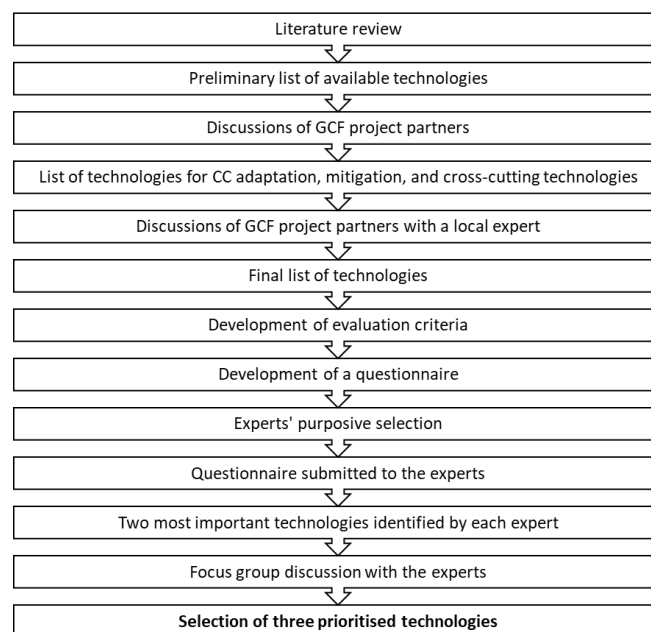 Literature review
Preliminary list of available technologies
Discussions of GCF project partners
List of technologies for CC adaptation, mitigation, and cross-cutting technologies
Discussions of GCF project partners with a local expert
Final list of technologies
Development of evaluation criteria
Development of a questionnaire
Experts' purposive selection
Questionnaire submitted to the experts
Two most important technologies identified by each expert
Focus group discussion with the experts
Selection of three prioritised technologies